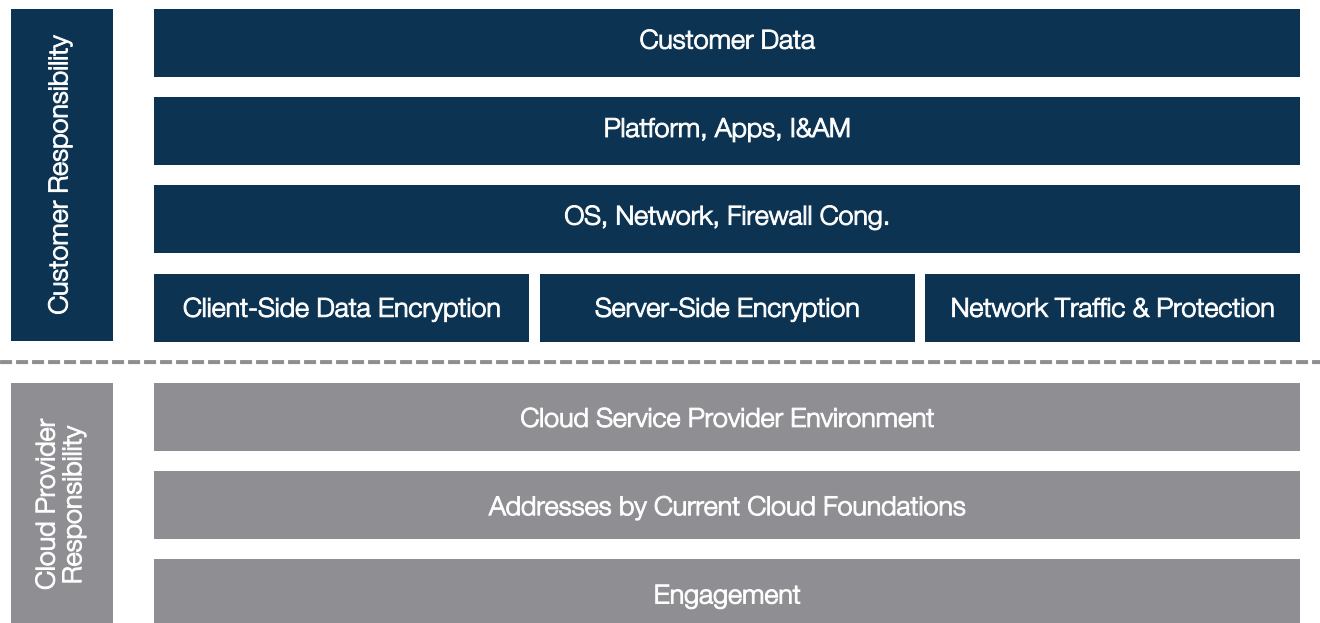 Customer Responsibility
Customer Data
Platform, Apps, I&AM
OS, Network, Firewall Cong.
Client-Side Data Encryption
Server-Side Encryption
Network Traffic & Protection
Cloud Provider
Responsibility
Cloud Service Provider Environment
Addresses by Current Cloud Foundations
Engagement